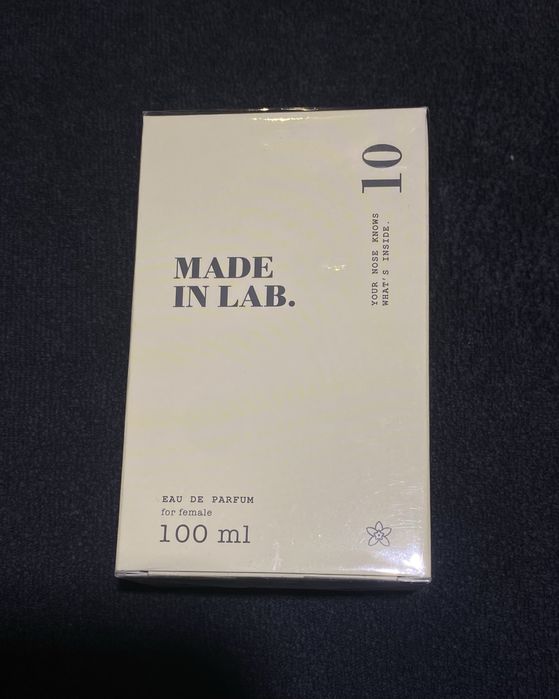 10
YOUR NOSE KNOWS
WHAT'S INSIDE.
MADE
IN LAB.
EAU DE PARFUM
for female
100 ml